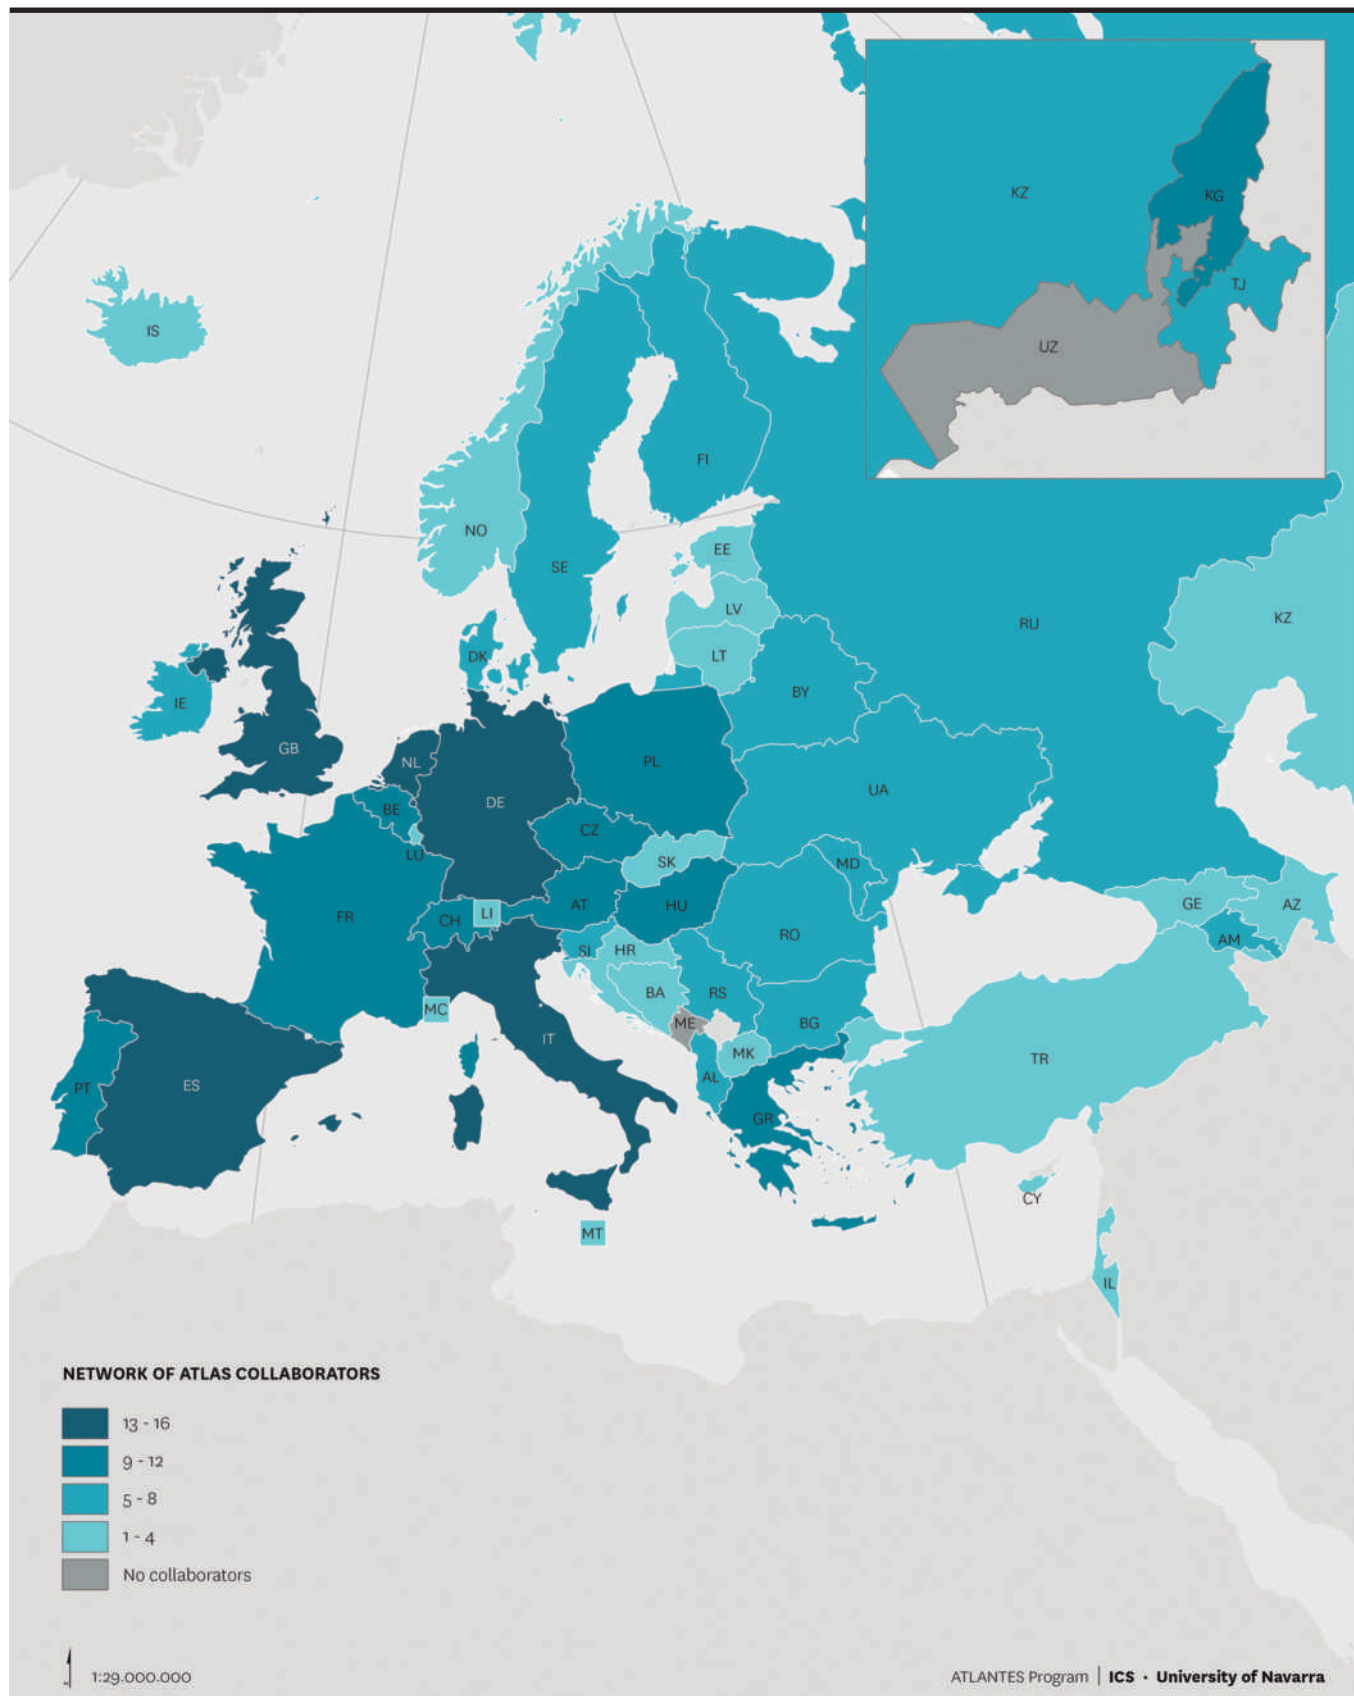 KZ
KG
TJ
UZ
IS
FI
NO
SE
EE
LV
LT
RU
KZ
DK
IE
BY
GB
NL
DE
PL
UA
BE
CZ
LU
SK
MD
FR
CH
LI
AT
HU
GE
AZ
RO
AM
SI
HR
BA
RS
MC
ME
BG
IT
MK
TR
PT
ES
AL
GR
CY
MT
IL
NETWORK OF ATLAS COLLABORATORS
13 - 16
9 - 12
5 - 8
1 - 4
No collaborators
1:29.000.000
ATLANTES Program | ICS · University of Navarra